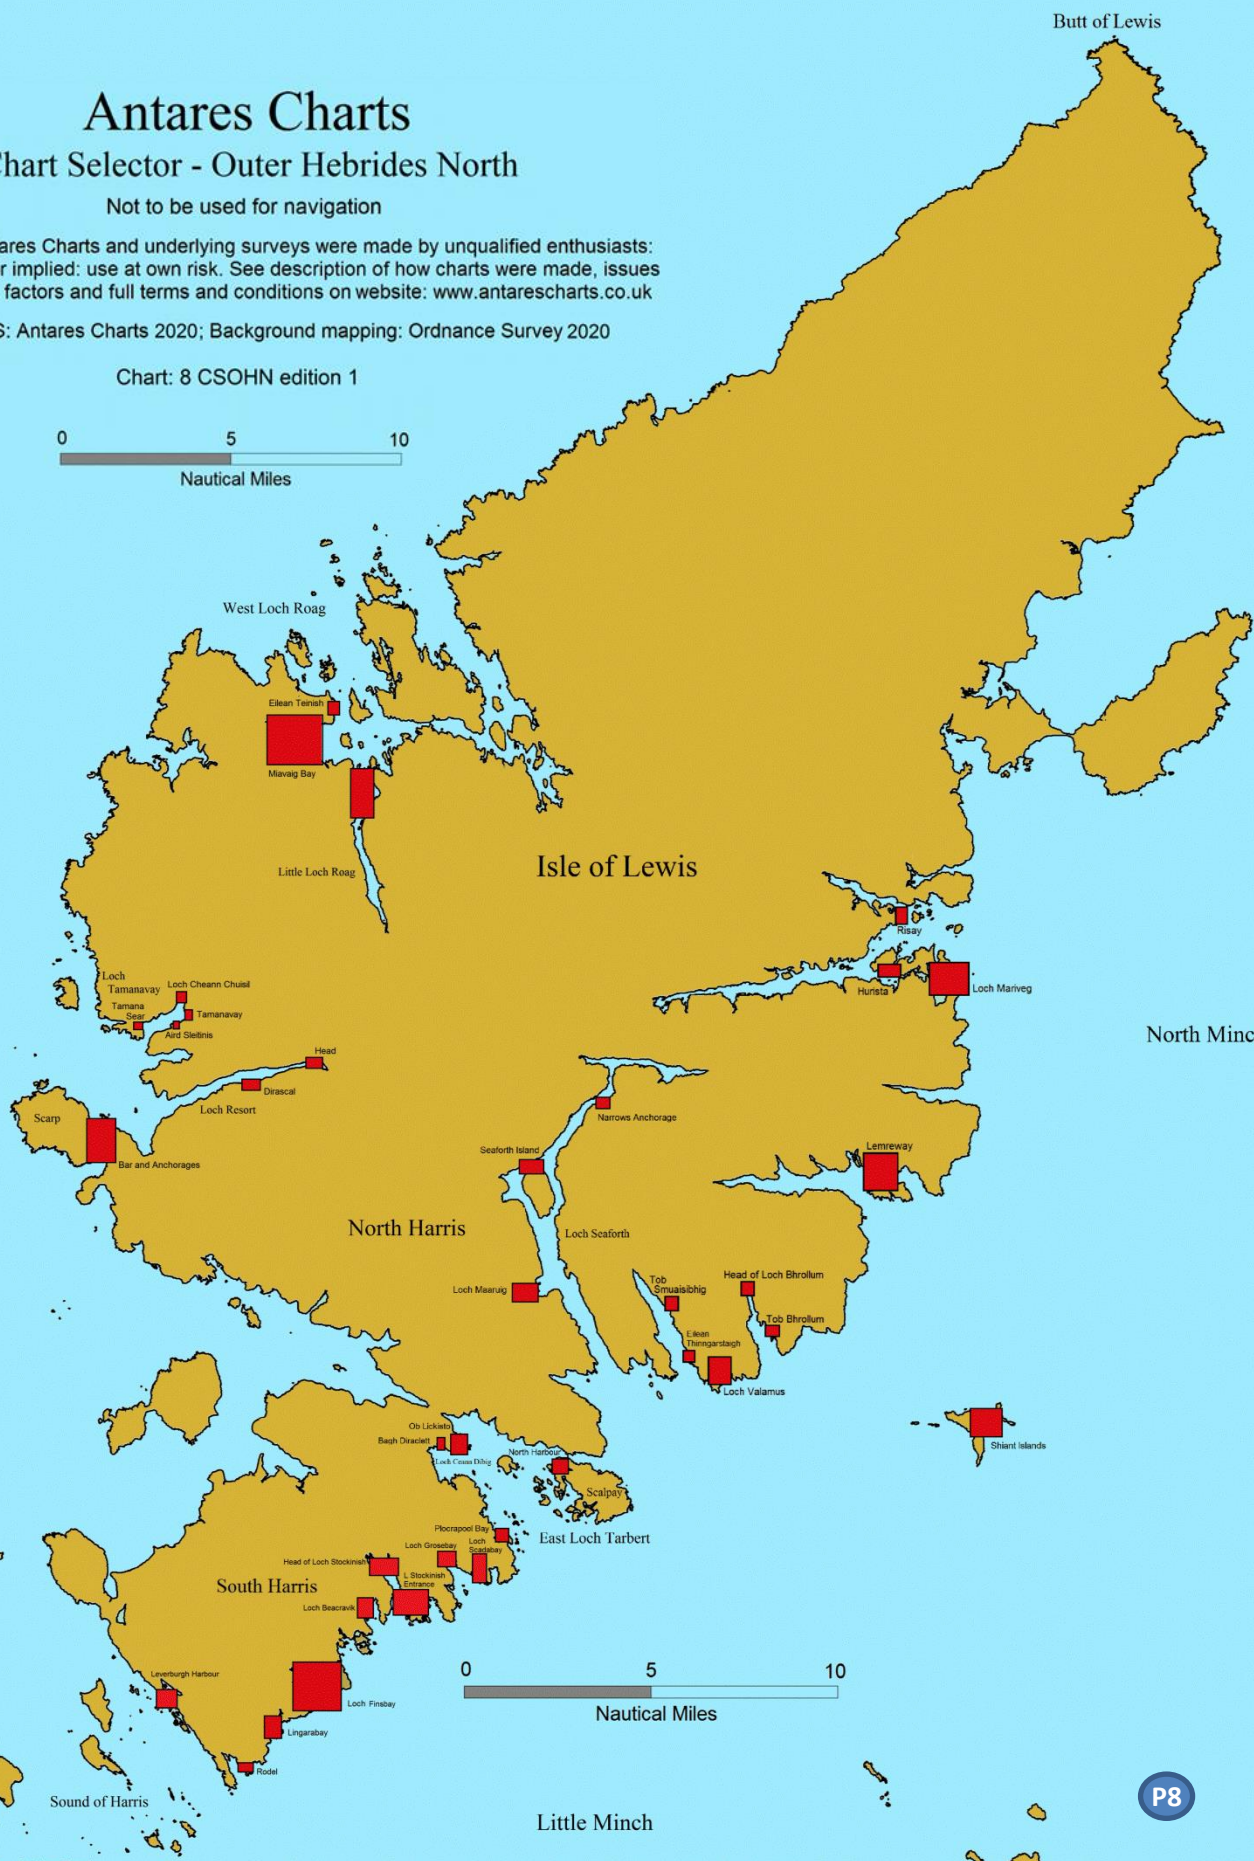 Butt of Lewis
Antares Charts
hart Selector - Outer Hebrides North
Not to be used for navigation
ares Charts and underlying surveys were made by unqualified enthusiasts:
r implied: use at own risk. See description of how charts were made, issues
factors and full terms and conditions on website: www.antarescharts.co.uk
S: Antares Charts 2020; Background mapping: Ordnance Survey 2020
Chart: 8 CSOHN edition 1
0 5 10
Nautical Miles
West Loch Roag
Eilean Teinish
Miavaig Bay
Isle of Lewis
Little Loch Roag
Risay
Loch
Tamanavay
Loch Cheann Chuisil
Hurista
Loch Mariveg
Tamana
Sear
Tamanavay
Aird Sleitinis
North Minc
Head
Dirascal
Loch Resort
Scarp
Narrows Anchorage
Bar and Anchorages
Seaforth Island
Lemreway
North Harris
Loch Seaforth
Loch Maaruig
Tob
Smuaisibhig
Head of Loch Bhrollum
Tob Bhrollum
Eilean
Thinngarstaigh
Loch Valamus
Ob Lickisto
Bagh Diraclett
Loch Ceann Dibig
North Harbour
Shiant Islands
Scalpay
Plocrapool Bay
East Loch Tarbert
Loch Grosebay
Loch
Scadabay
Head of Loch Stockinish
L Stockinish
Entrance
South Harris
Loch Beacravik
Leverburgh Harbour
Loch Finsbay
0 5 10
Nautical Miles
Lingarabay
Rodel
Sound of Harris
Little Minch
P8